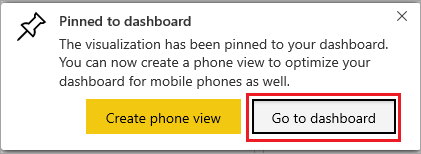 Pinned to dashboard
The visualization has been pinned to your dashboard.
You can now create a phone view to optimize your
dashboard for mobile phones as well.
Create phone view
Go to dashboard